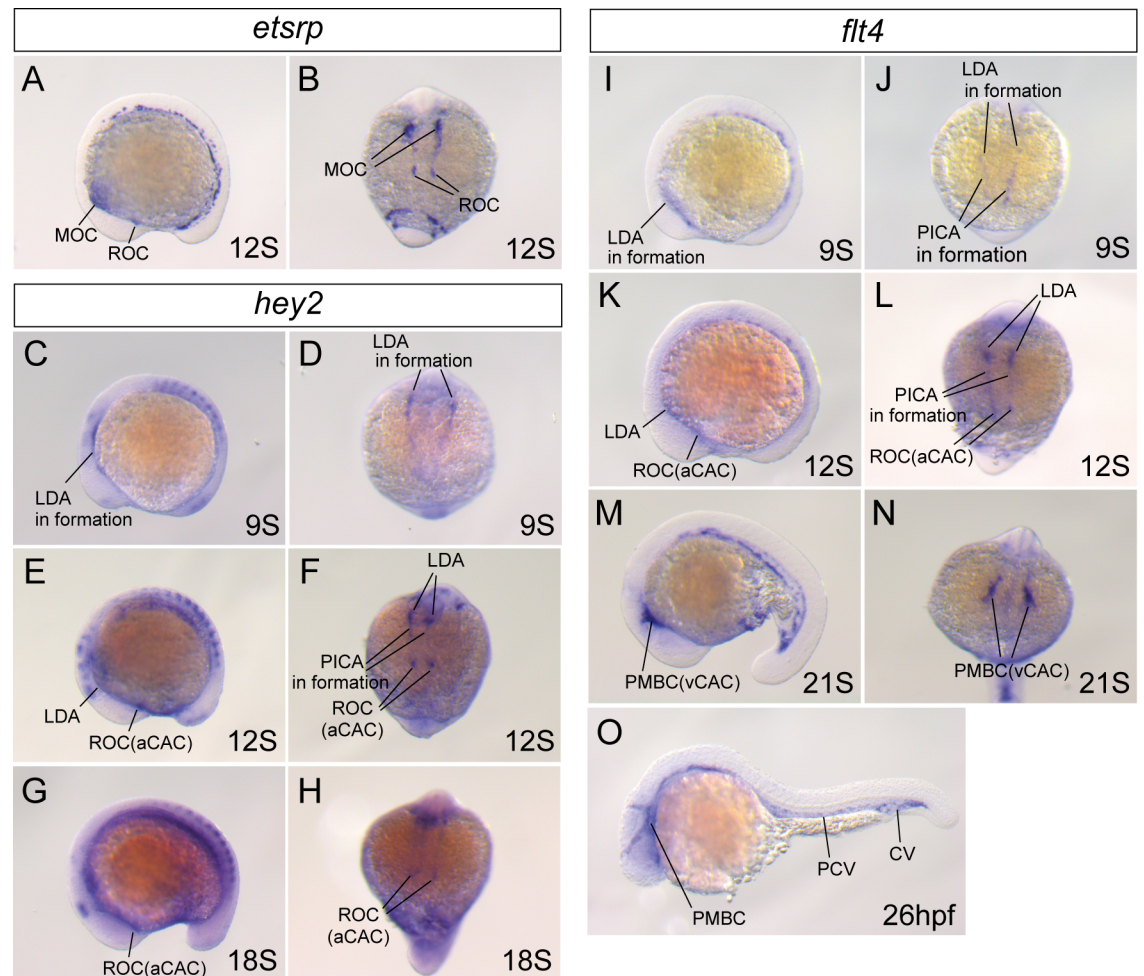 etsrp
A
MOC
ROC
12S
B
MOC
ROC
12S
hey2
C
LDA
in formation
9S
D
LDA
in formation
9S
E
LDA
ROC(aCAC)
12S
F
LDA
PICA
in formation
ROC
(aCAC)
12S
G
ROC(aCAC)
18S
H
ROC
(aCAC)
18S
flt4
I
LDA
in formation
9S
J
LDA
in formation
PICA
in formation
9S
K
LDA
ROC(aCAC)
12S
L
LDA
PICA
in formation
ROC(aCAC)
12S
M
PMBC(vCAC)
21S
N
PMBC(vCAC)
21S
O
PMBC
PCV
CV
26hpf